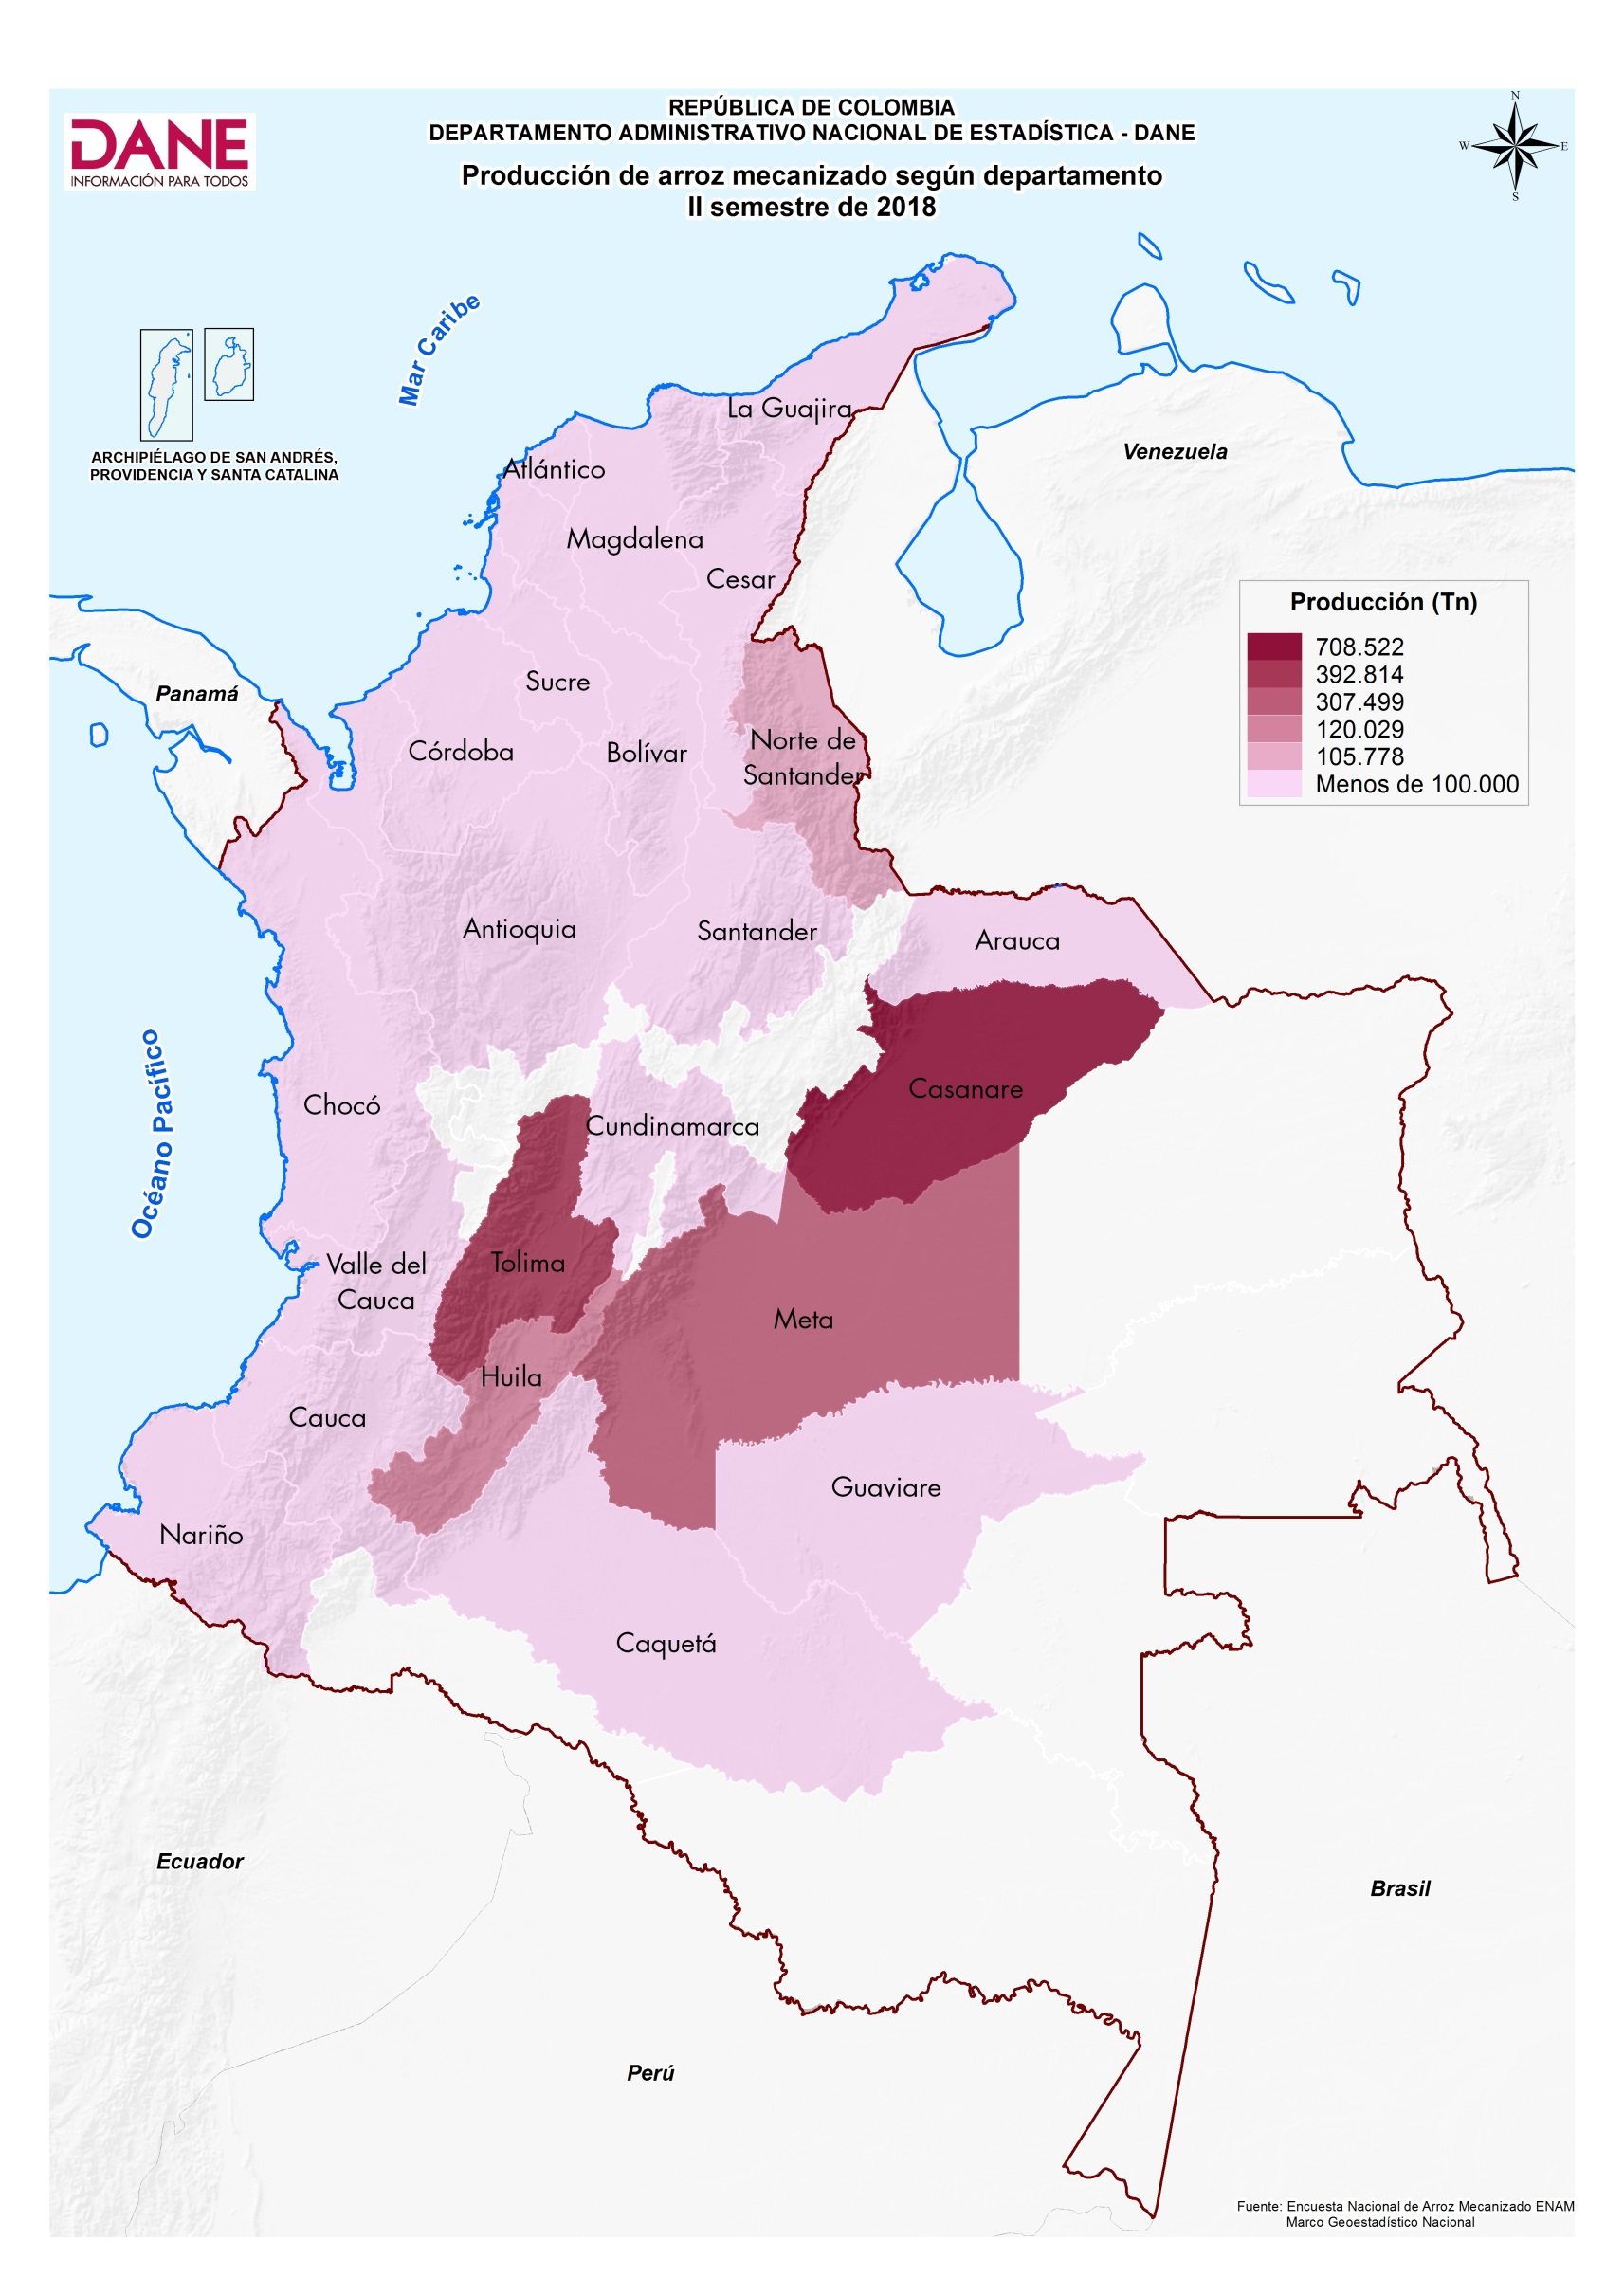 DANE
INFORMACIÓN PARA TODOS
REPÚBLICA DE COLOMBIA
DEPARTAMENTO ADMINISTRATIVO NACIONAL DE ESTADÍSTICA - DANE
Producción de arroz mecanizado según departamento
II semestre de 2018
N
W
E
S
Mar Caribe
ARCHIPIÉLAGO DE SAN ANDRÉS,
PROVIDENCIA Y SANTA CATALINA
La Guajira
Venezuela
Atlántico
Magdalena
Cesar
Producción (Tn)
708.522
392.814
307.499
120.029
105.778
Menos de 100.000
Panamá
Sucre
Córdoba
Bolívar
Norte de
Santander
Antioquia
Santander
Arauca
Océano Pacífico
Chocó
Cundinamarca
Casanare
Valle del
Cauca
Tolima
Meta
Huila
Cauca
Guaviare
Nariño
Caquetá
Ecuador
Brasil
Perú
Fuente: Encuesta Nacional de Arroz Mecanizado ENAM
Marco Geoestadístico Nacional